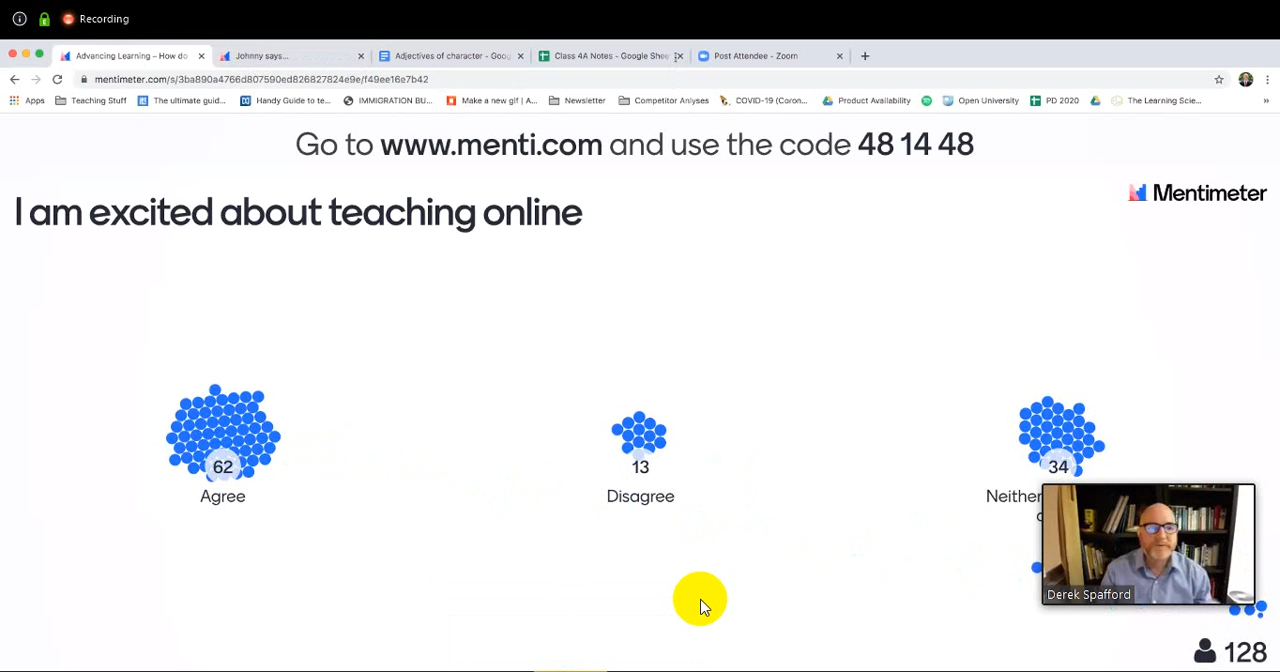 Recording
Advancing Learning – How do
Johnny says...
Adjectives of character - Goog
Class 4A Notes - Google Shee
Post Attendee - Zoom
mentimeter.com/s/3ba890a4766d807590ed826827824e9e/f49ee16e7b42
Apps
Teaching Stuff
The ultimate guid...
Handy Guide to te...
IMMIGRATION BU...
Make a new gif | A...
Newsletter
Competitor Anlyses
COVID-19 (Coron...
Product Availability
Open University
PD 2020
The Learning Scie...
»
Go to www.menti.com and use the code 48 14 48
Mentimeter
I am excited about teaching online
62
Agree
13
Disagree
34
Neither
Derek Spafford
128